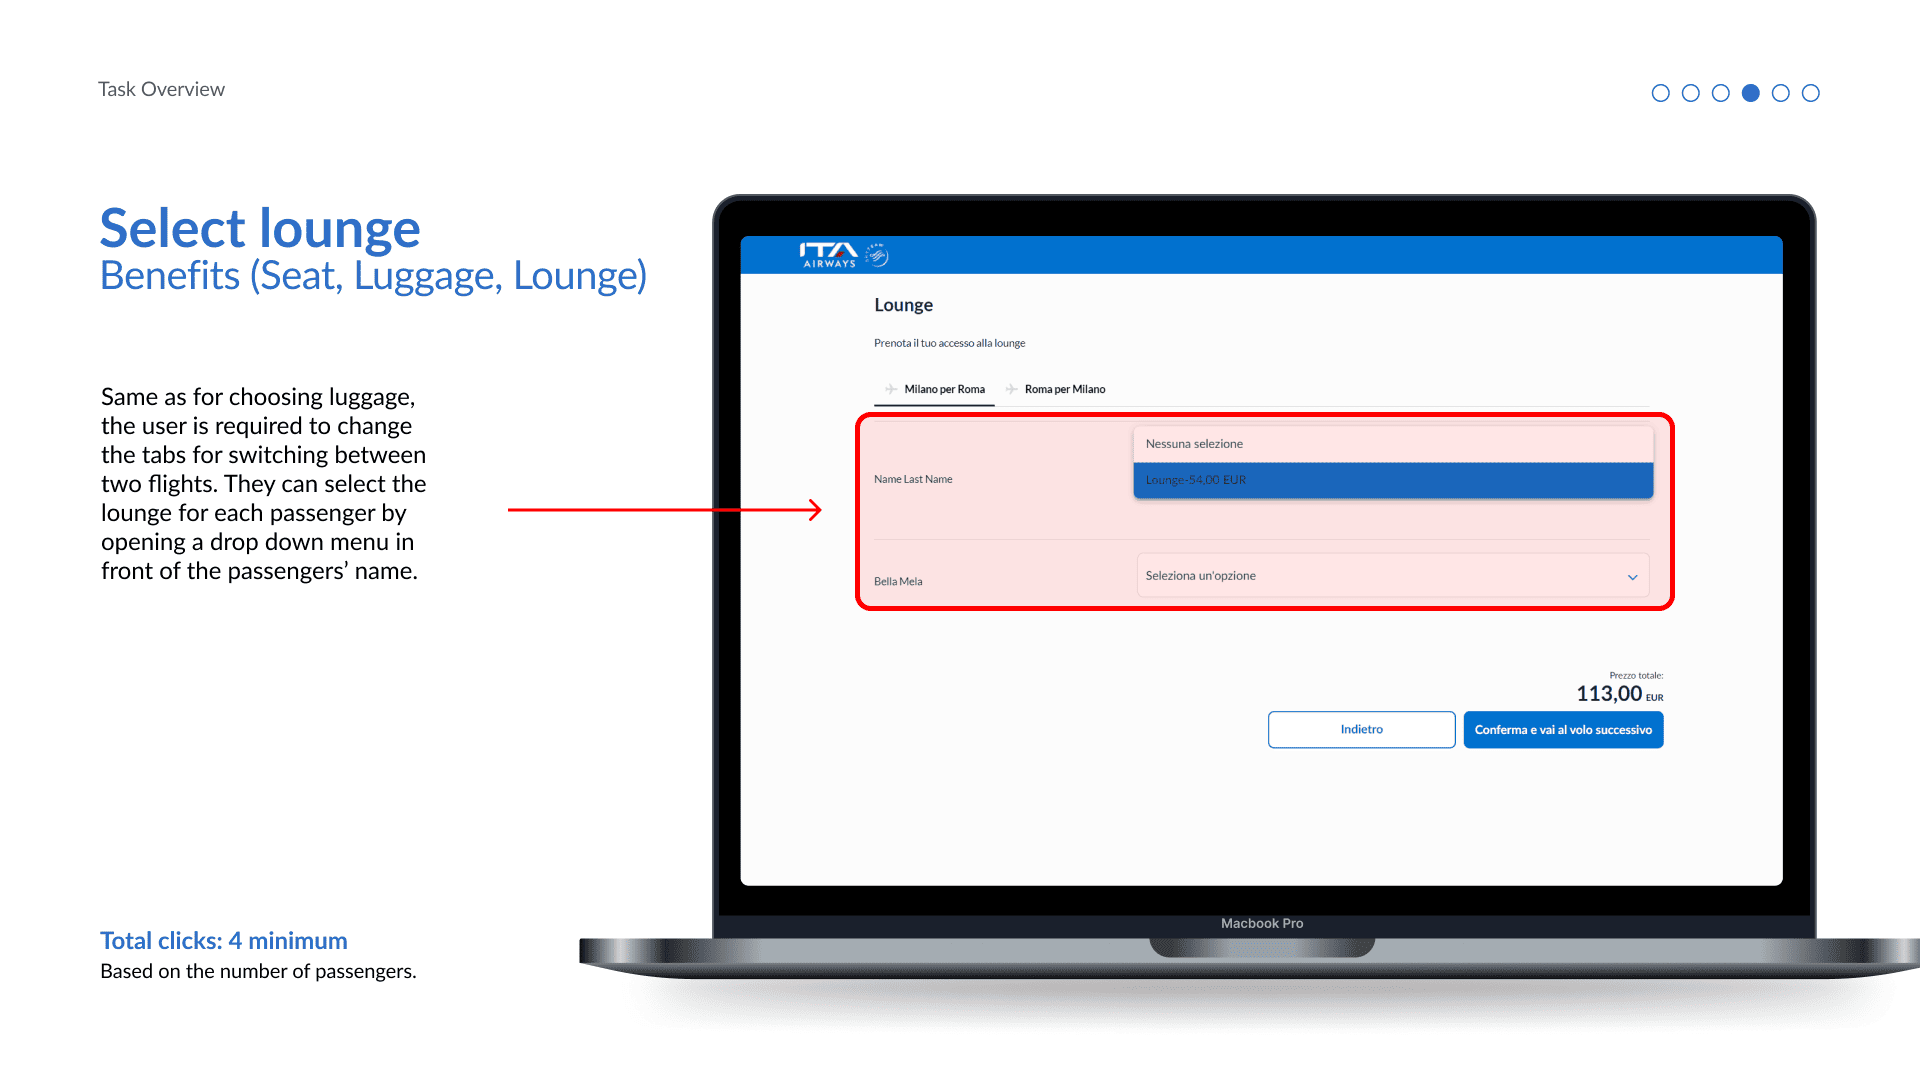 Task Overview
Select lounge
Benefits (Seat, Luggage, Lounge)
Same as for choosing luggage,
the user is required to change
the tabs for switching between
two flights. They can select the
lounge for each passenger by
opening a drop down menu in
front of the passengers’ name.
Total clicks: 4 minimum
Based on the number of passengers.
ITA
AIRWAYS
Lounge
Prenota il tuo accesso alla lounge
Milano per Roma
Roma per Milano
Name Last Name
Nessuna selezione
Lounge-54,00 EUR
Bella Mela
Seleziona un'opzione
Prezzo totale:
113,00 EUR
Indietro
Conferma e vai al volo successivo
Macbook Pro